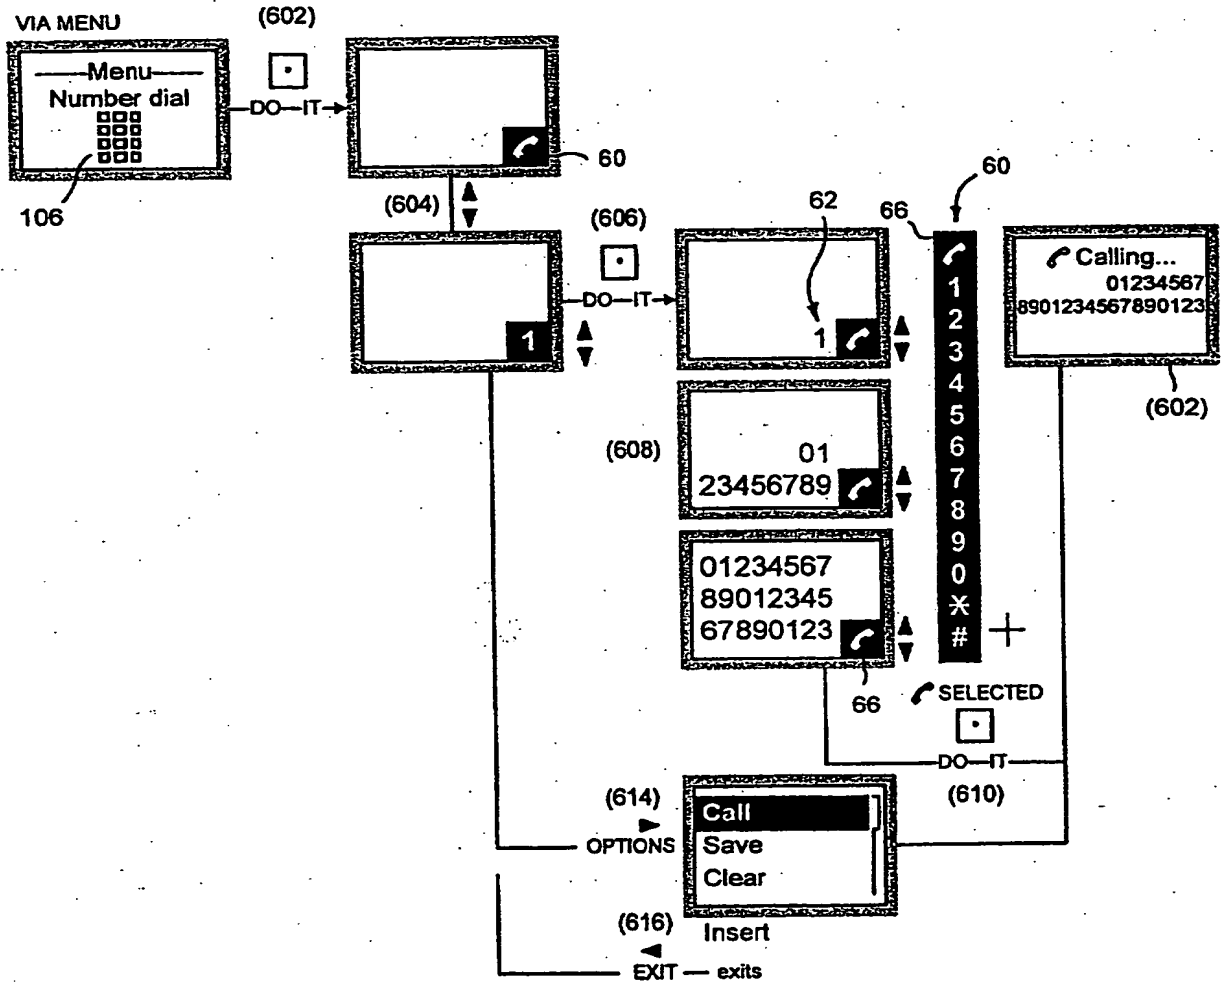 VIA MENU
(602)
Menu
Number dial
DO IT
106
60
(604)
(606)
DO IT
1
62
1
66
60
1
2
3
4
5
6
7
8
9
0
*
#
+
Calling...
01234567
8901234567890123
(602)
(608)
01
23456789
01234567
89012345
67890123
66
SELECTED
DO IT
(610)
(614)
OPTIONS
Call
Save
Clear
Insert
(616)
EXIT — exits